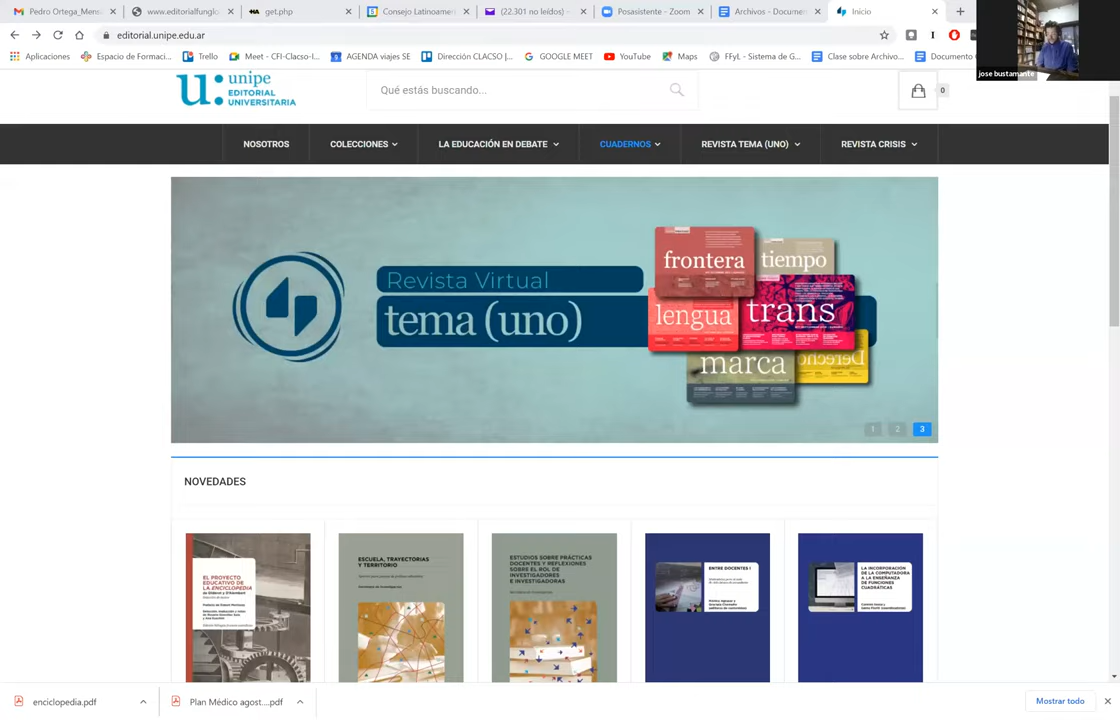 Pedro Ortega_Mens
www.editorialfunglo
get.php
Consejo Latinoame
(22.301 no leídos) –
Posasistente - Zoom
Archivos - Docume
Inicio
editorial.unipe.edu.ar
Aplicaciones
Espacio de Formaci...
Trello
Meet - CFI-Clacso-I...
AGENDA viajes SE
Dirección CLACSO |...
GOOGLE MEET
YouTube
Maps
FFyL - Sistema de G...
Clase sobre Archivo...
Documento
jose bustamante
u:
unipe
EDITORIAL
UNIVERSITARIA
Qué estás buscando...
0
NOSOTROS
COLECCIONES
LA EDUCACIÓN EN DEBATE
CUADERNOS
REVISTA TEMA (UNO)
REVISTA CRISIS
Revista Virtual
tema (uno)
frontera
tiempo
lengua
trans
marca
Derecho
1 2 3
NOVEDADES
EL PROYECTO
EDUCATIVO DE
LA ENCICLOPEDIA
de Diderot y D'Alembert
ESCUELA, TRAYECTORIAS
Y TERRITORIO
ESTUDIOS SOBRE PRÁCTICAS
DOCENTES Y REFLEXIONES
SOBRE EL ROL DE
INVESTIGADORES
E INVESTIGADORAS
ENTRE DOCENTES I
LA INCORPORACIÓN
DE LA COMPUTADORA
A LA ENSEÑANZA
DE FUNCIONES
CUADRÁTICAS
enciclopedia.pdf
Plan Médico agost....pdf
Mostrar todo